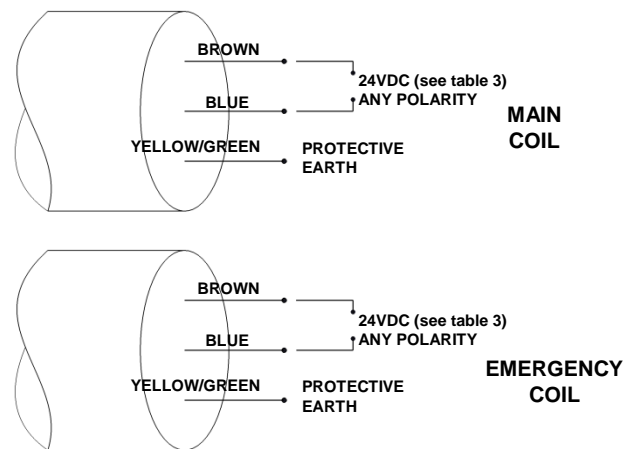 BROWN
24VDC (see table 3)
BLUE
ANY POLARITY
MAIN
COIL
YELLOW/GREEN
PROTECTIVE
EARTH
BROWN
24VDC (see table 3)
BLUE
ANY POLARITY
EMERGENCY
COIL
YELLOW/GREEN
PROTECTIVE
EARTH